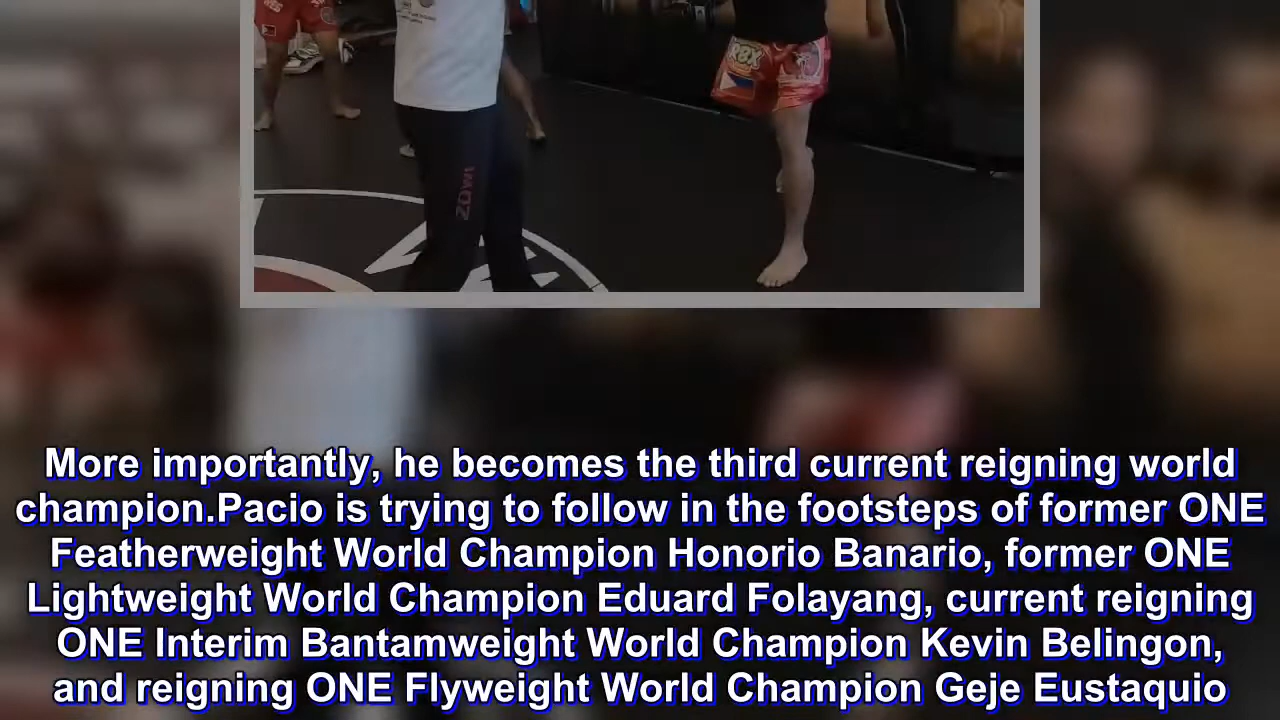 RBX
ZOWI
More importantly, he becomes the third current reigning world
champion.Pacio is trying to follow in the footsteps of former ONE
Featherweight World Champion Honorio Banario, former ONE
Lightweight World Champion Eduard Folayang, current reigning
ONE Interim Bantamweight World Champion Kevin Belingon,
and reigning ONE Flyweight World Champion Geje Eustaquio